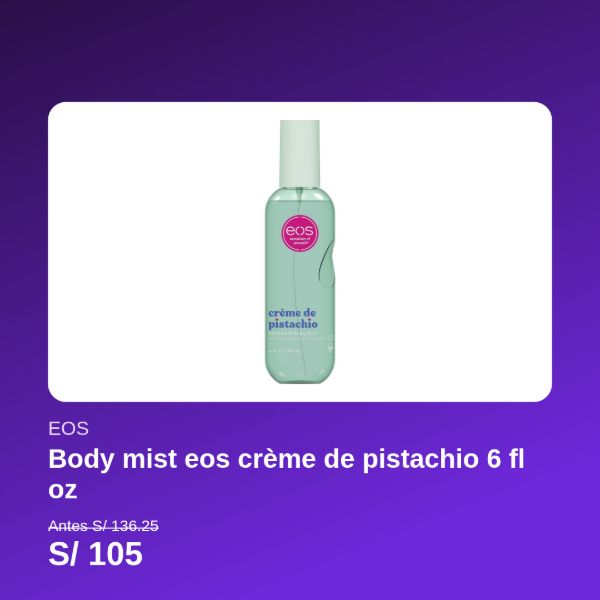 eos
crème de
pistachio
EOS
Body mist eos crème de pistachio 6 fl
oz
Antes S/ 136.25
S/ 105